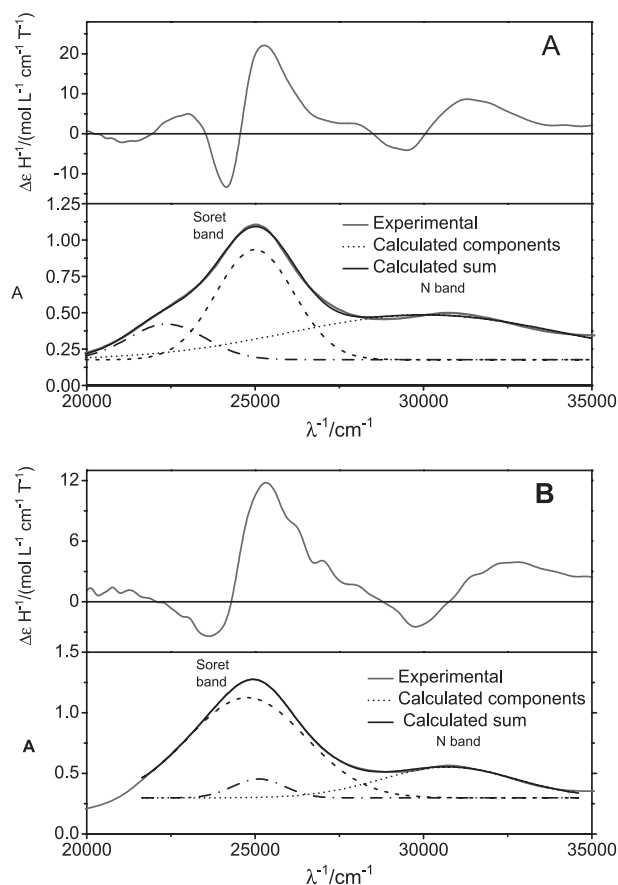 A
Δε H⁻¹/(mol L⁻¹ cm⁻¹ T⁻¹)
20
10
0
-10
1.25
1.00
0.75
0.50
0.25
0.00
A
Soret
band
Experimental
Calculated components
Calculated sum
N band
20000 25000 30000 35000
λ⁻¹/cm⁻¹
B
Δε H⁻¹/(mol L⁻¹ cm⁻¹ T⁻¹)
12
6
0
-6
1.5
1.0
0.5
0.0
A
Soret
band
Experimental
Calculated components
Calculated sum
N band
20000 25000 30000 35000
λ⁻¹/cm⁻¹